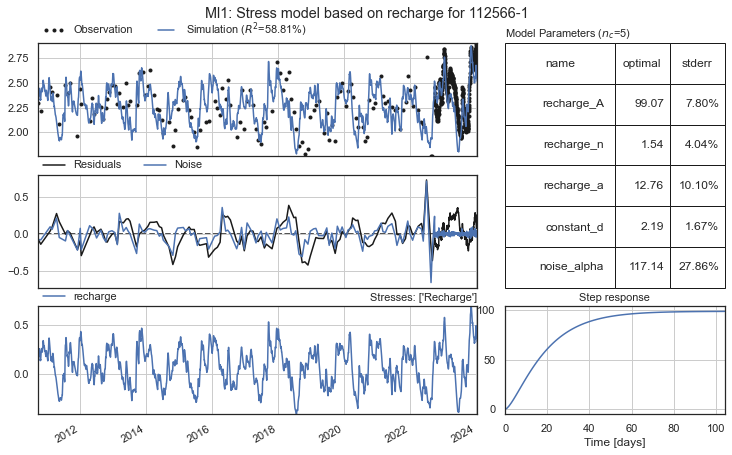 Ml1: Stress model based on recharge for 112566-1
Observation Simulation (R²=58.81%)
2.75
2.50
2.25
2.00
Residuals Noise
0.5
0.0
−0.5
recharge Stresses: ['Recharge']
0.5
0.0
2012 2014 2016 2018 2020 2022 2024
Model Parameters (n_c=5)
name optimal stderr
recharge_A 99.07 7.80%
recharge_n 1.54 4.04%
recharge_a 12.76 10.10%
constant_d 2.19 1.67%
noise_alpha 117.14 27.86%
Step response
100
50
0
0 20 40 60 80 100
Time [days]